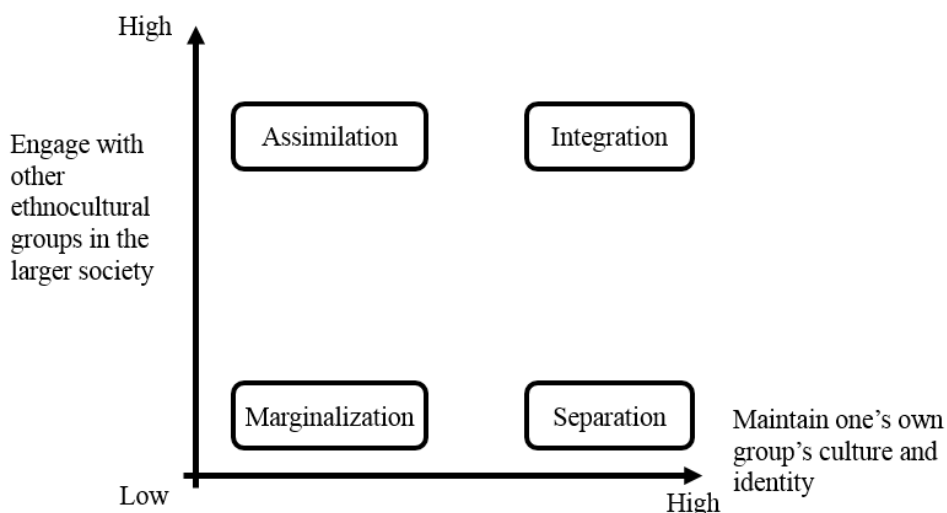 High
Engage with
other
ethnocultural
groups in the
larger society
Assimilation
Integration
Marginalization
Separation
Maintain one’s own
group’s culture and
identity
Low
High